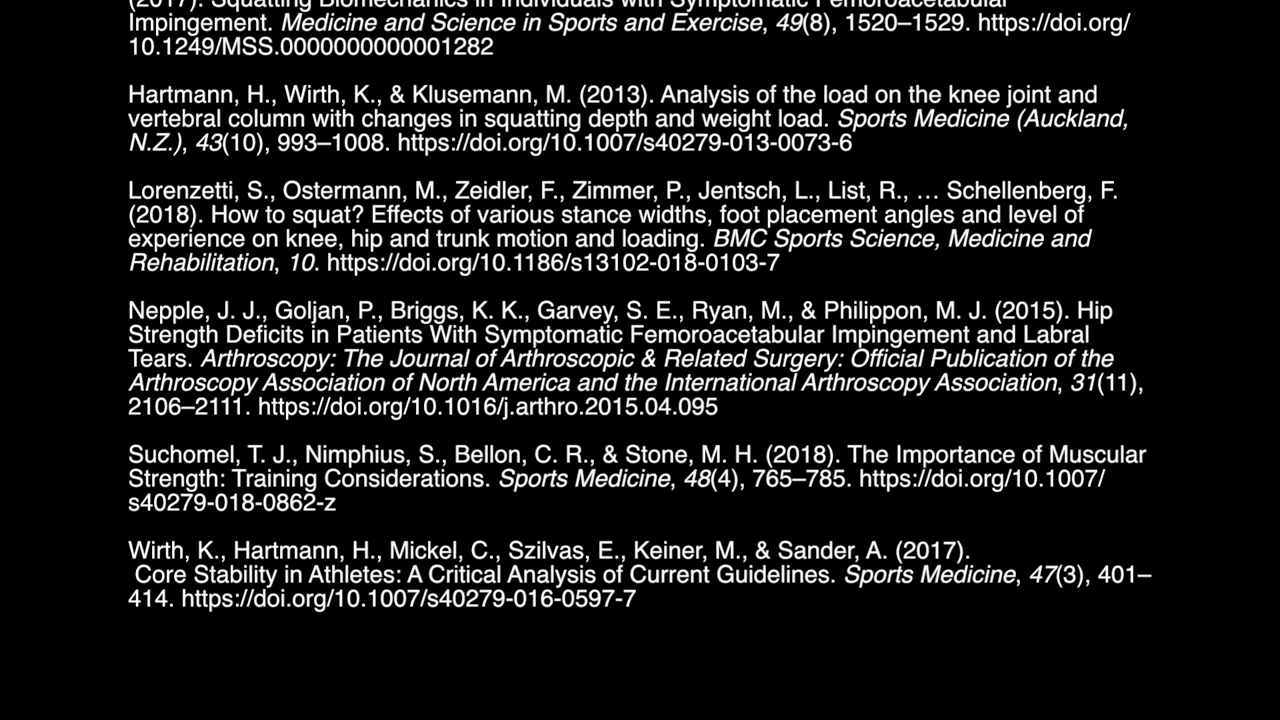 (2017). Squatting Biomechanics in Individuals with Symptomatic Femoroacetabular
Impingement. Medicine and Science in Sports and Exercise, 49(8), 1520–1529. https://doi.org/
10.1249/MSS.0000000000001282
Hartmann, H., Wirth, K., & Klusemann, M. (2013). Analysis of the load on the knee joint and
vertebral column with changes in squatting depth and weight load. Sports Medicine (Auckland,
N.Z.), 43(10), 993–1008. https://doi.org/10.1007/s40279-013-0073-6
Lorenzetti, S., Ostermann, M., Zeidler, F., Zimmer, P., Jentsch, L., List, R., … Schellenberg, F.
(2018). How to squat? Effects of various stance widths, foot placement angles and level of
experience on knee, hip and trunk motion and loading. BMC Sports Science, Medicine and
Rehabilitation, 10. https://doi.org/10.1186/s13102-018-0103-7
Nepple, J. J., Goljan, P., Briggs, K. K., Garvey, S. E., Ryan, M., & Philippon, M. J. (2015). Hip
Strength Deficits in Patients With Symptomatic Femoroacetabular Impingement and Labral
Tears. Arthroscopy: The Journal of Arthroscopic & Related Surgery: Official Publication of the
Arthroscopy Association of North America and the International Arthroscopy Association, 31(11),
2106–2111. https://doi.org/10.1016/j.arthro.2015.04.095
Suchomel, T. J., Nimphius, S., Bellon, C. R., & Stone, M. H. (2018). The Importance of Muscular
Strength: Training Considerations. Sports Medicine, 48(4), 765–785. https://doi.org/10.1007/
s40279-018-0862-z
Wirth, K., Hartmann, H., Mickel, C., Szilvas, E., Keiner, M., & Sander, A. (2017).
Core Stability in Athletes: A Critical Analysis of Current Guidelines. Sports Medicine, 47(3), 401–
414. https://doi.org/10.1007/s40279-016-0597-7